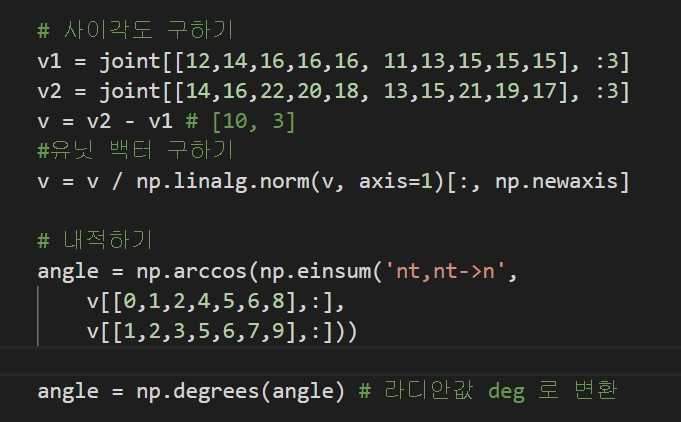 # 사이각도 구하기
v1 = joint[[12,14,16,16,16, 11,13,15,15,15], :3]
v2 = joint[[14,16,22,20,18, 13,15,21,19,17], :3]
v = v2 - v1 # [10, 3]
#유닛 백터 구하기
v = v / np.linalg.norm(v, axis=1)[:, np.newaxis]
# 내적하기
angle = np.arccos(np.einsum('nt,nt->n',
v[[0,1,2,4,5,6,8],:],
v[[1,2,3,5,6,7,9],:]))
angle = np.degrees(angle) # 라디안값 deg 로 변환